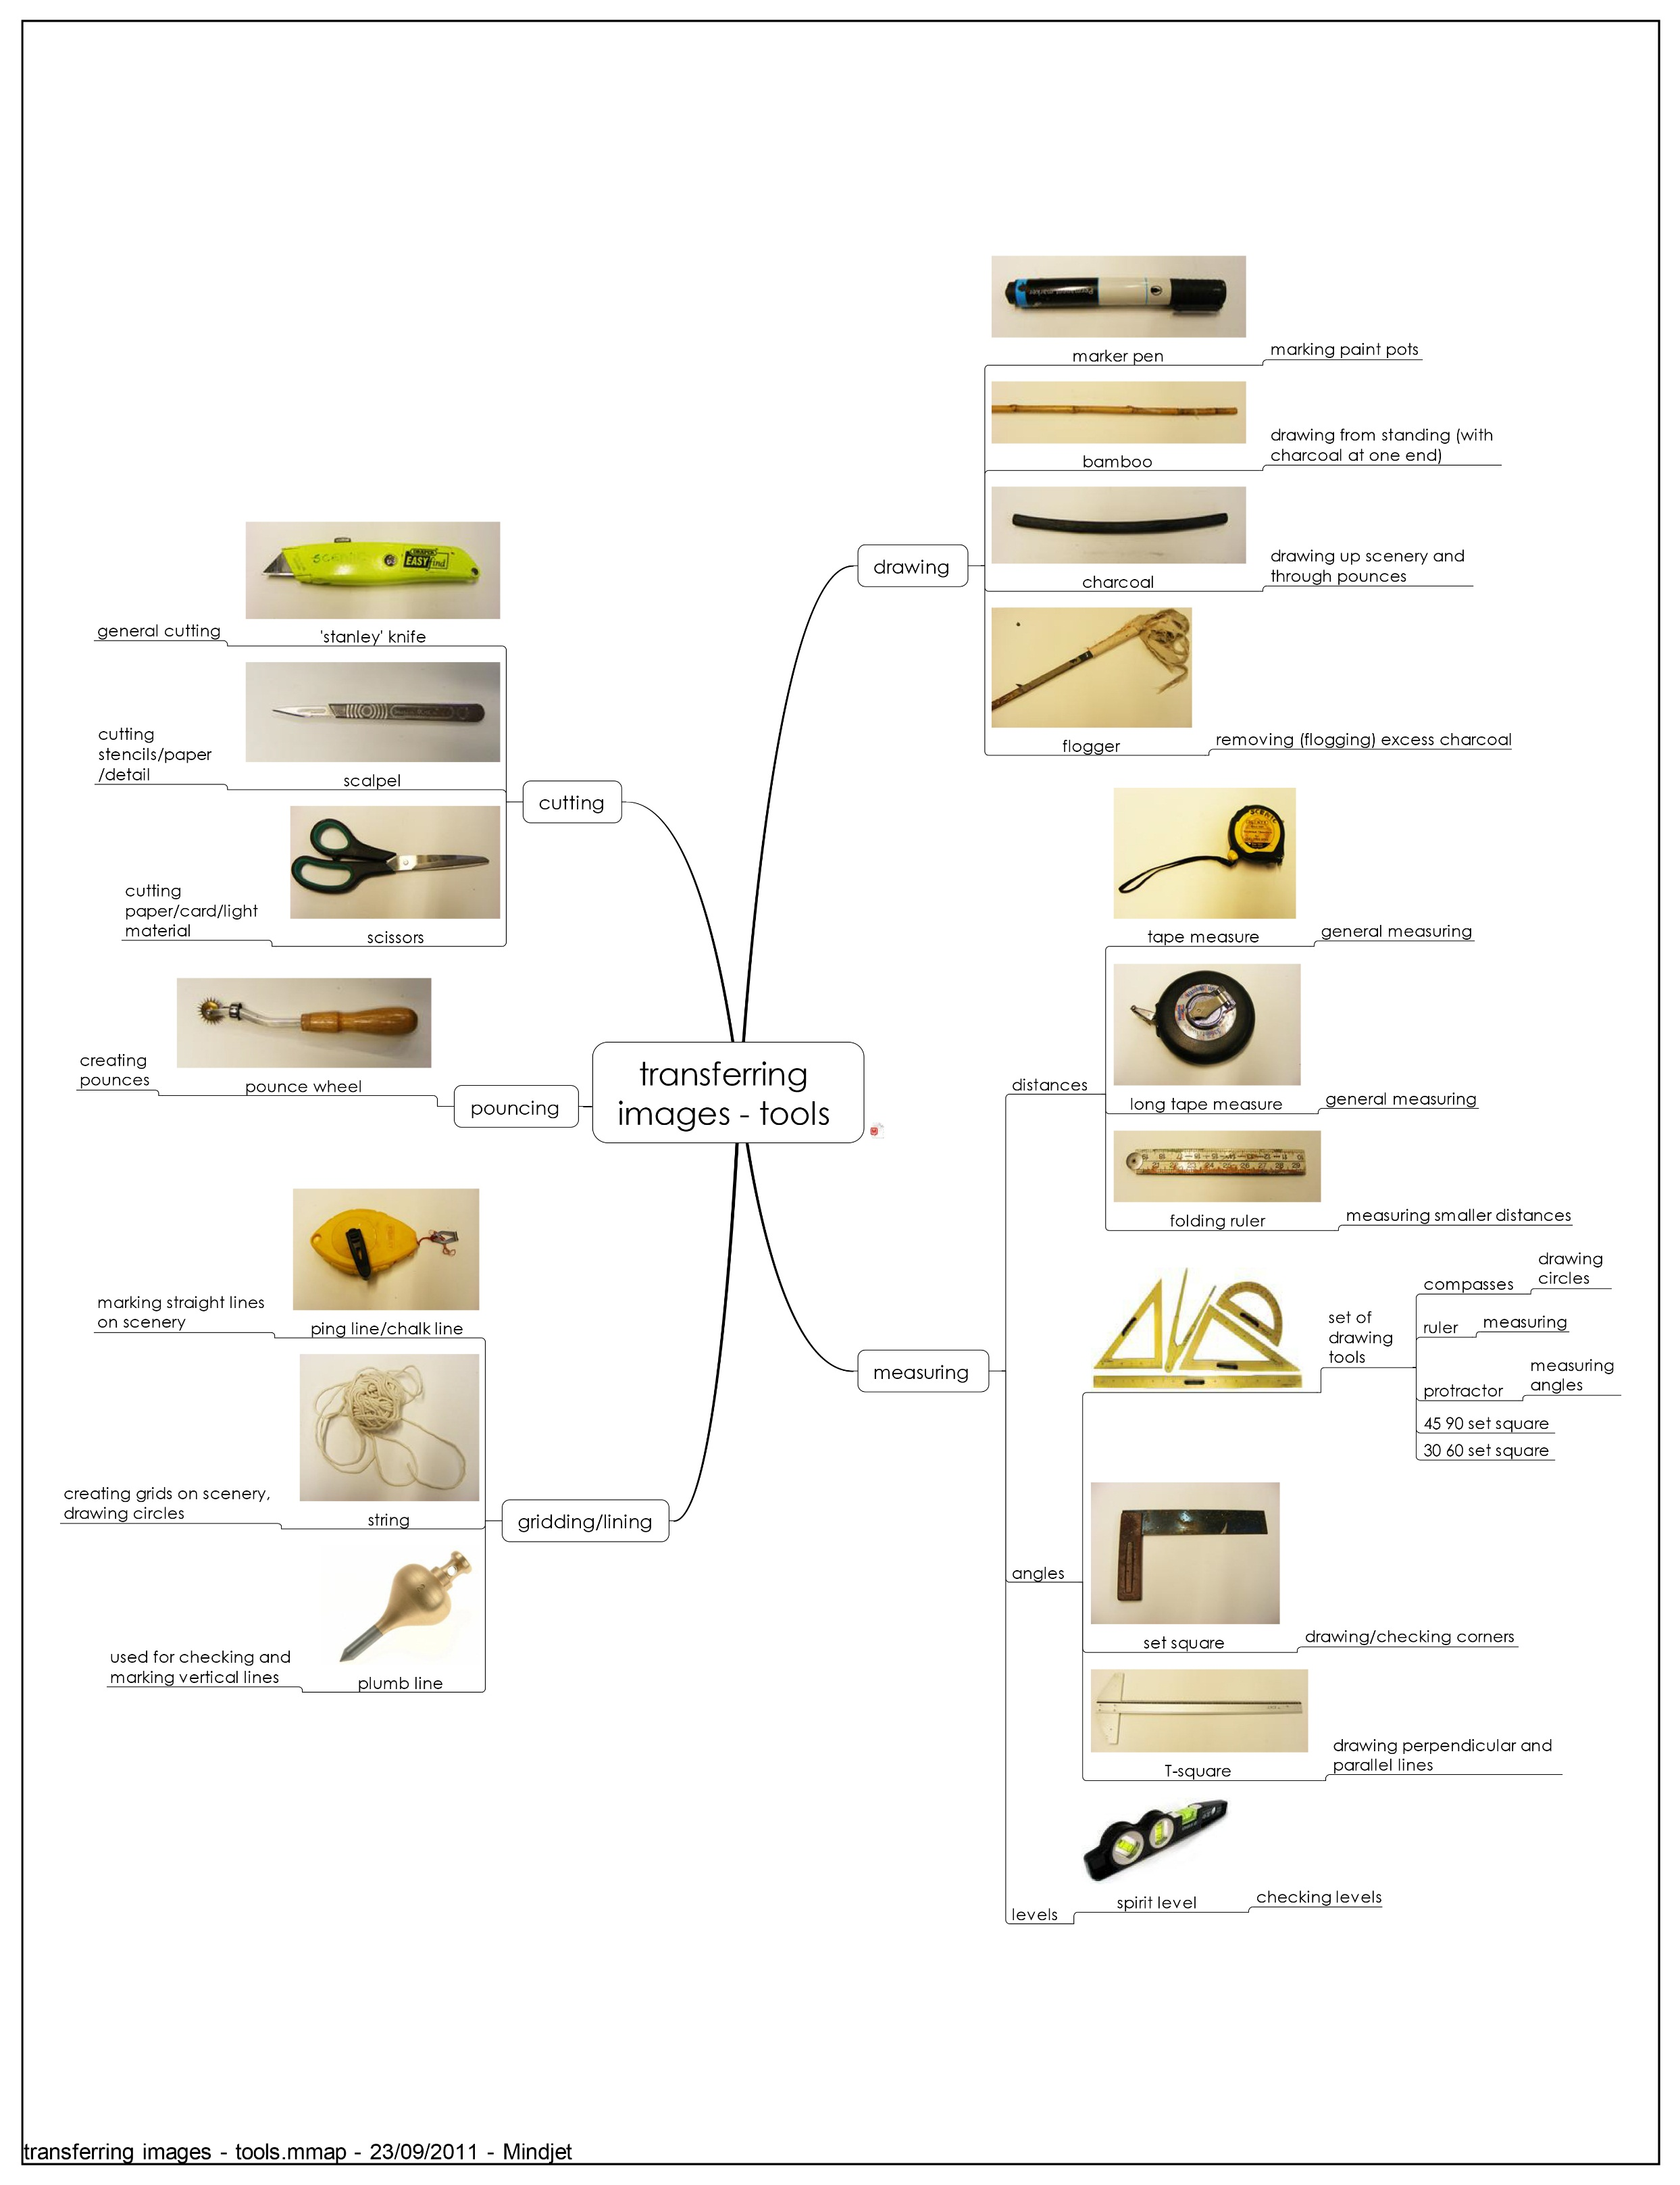 marker pen
marking paint pots
bamboo
drawing from standing (with
charcoal at one end)
drawing
charcoal
drawing up scenery and
through pounces
flogger
removing (flogging) excess charcoal
SCENIC
DRAPER
EASY find
'stanley' knife
general cutting
scalpel
cutting
stencils/paper
/detail
cutting
scissors
cutting
paper/card/light
material
pounce wheel
creating
pounces
pouncing
transferring
images - tools
SCENIC
tape measure
general measuring
distances
long tape measure
general measuring
folding ruler
measuring smaller distances
ping line/chalk line
marking straight lines
on scenery
string
creating grids on scenery,
drawing circles
gridding/lining
plumb line
used for checking and
marking vertical lines
measuring
set of
drawing
tools
compasses
drawing
circles
ruler
measuring
protractor
measuring
angles
45 90 set square
30 60 set square
angles
set square
drawing/checking corners
T-square
drawing perpendicular and
parallel lines
levels
spirit level
checking levels
transferring images - tools.mmap - 23/09/2011 - Mindjet